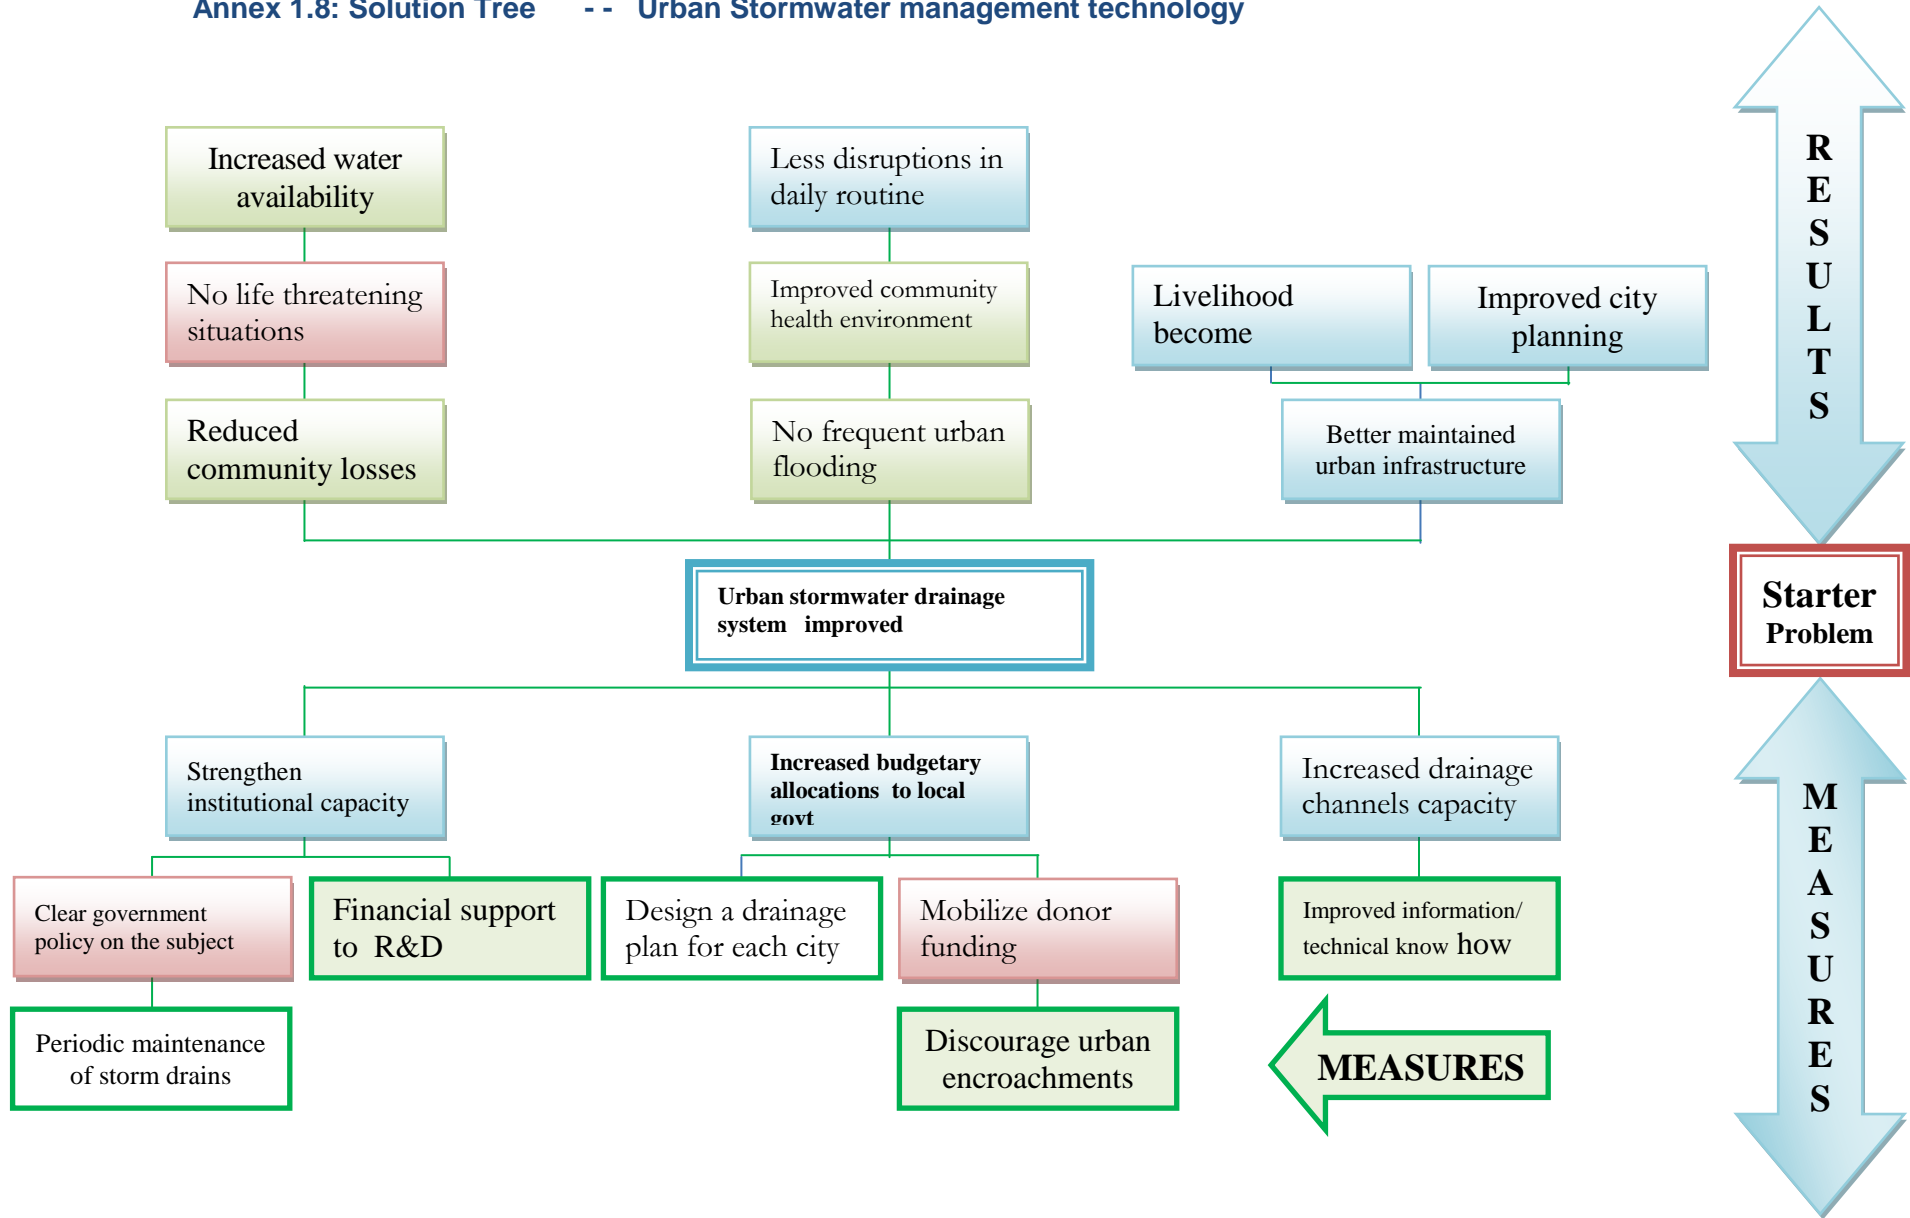 Annex 1.8: Solution Tree - - Urban Stormwater management technology
Increased water
availability
Less disruptions in
daily routine
No life threatening
situations
Improved community
health environment
Livelihood
become
Improved city
planning
Reduced
community losses
No frequent urban
flooding
Better maintained
urban infrastructure
RESULTS
Urban stormwater drainage
system improved
Starter
Problem
Strengthen
institutional capacity
Increased budgetary
allocations to local
govt
Increased drainage
channels capacity
Clear government
policy on the subject
Financial support
to R&D
Design a drainage
plan for each city
Mobilize donor
funding
Improved information/
technical know how
Periodic maintenance
of storm drains
Discourage urban
encroachments
MEASURES
MEASURES